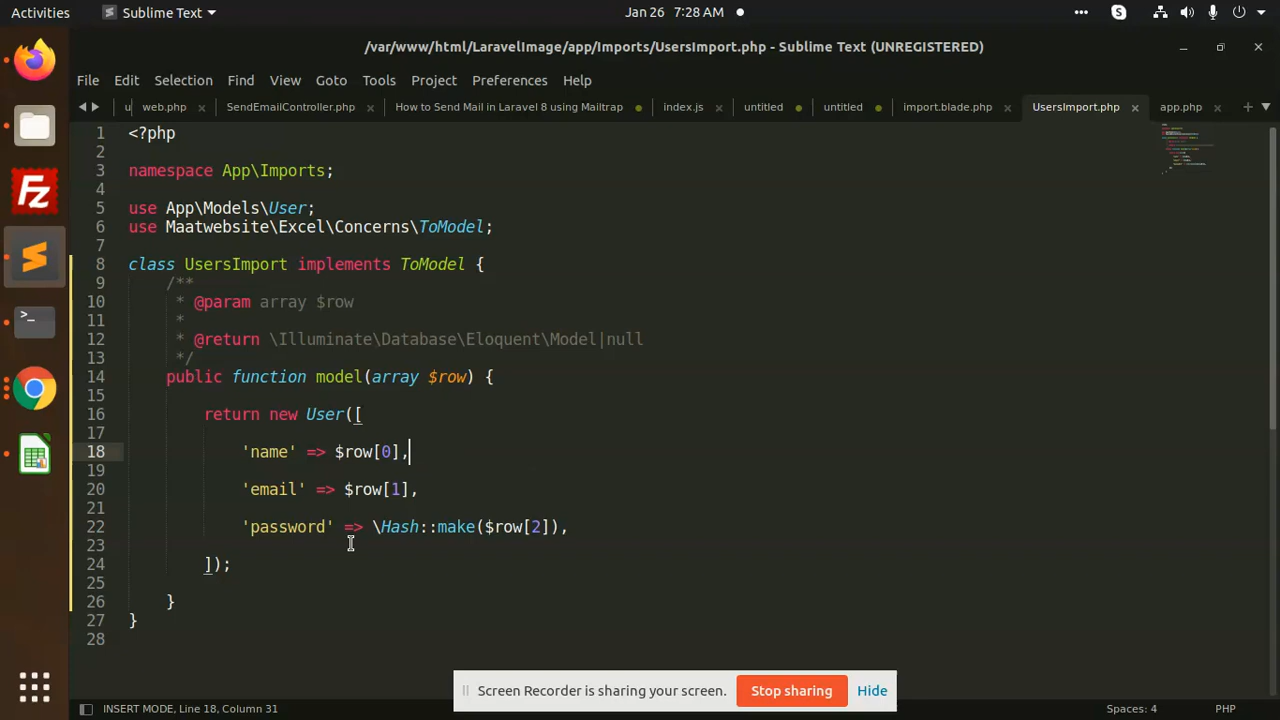 Activities
Sublime Text
Jan 26 7:28 AM
/var/www/html/LaravelImage/app/Imports/UsersImport.php - Sublime Text (UNREGISTERED)
File Edit Selection Find View Goto Tools Project Preferences Help
u web.php SendEmailController.php How to Send Mail in Laravel 8 using Mailtrap index.js untitled untitled import.blade.php UsersImport.php app.php
1 <?php
2
3 namespace App\Imports;
4
5 use App\Models\User;
6 use Maatwebsite\Excel\Concerns\ToModel;
7
8 class UsersImport implements ToModel {
9 /**
10 * @param array $row
11 *
12 * @return \Illuminate\Database\Eloquent\Model|null
13 */
14 public function model(array $row) {
15
16 return new User([
17
18 'name' => $row[0],
19
20 'email' => $row[1],
21
22 'password' => \Hash::make($row[2]),
23
24 ]);
25
26 }
27 }
28
Screen Recorder is sharing your screen. Stop sharing Hide
INSERT MODE, Line 18, Column 31 Spaces: 4 PHP